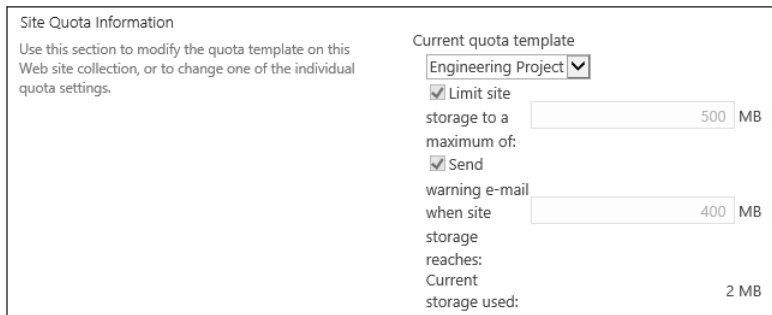 Site Quota Information
Use this section to modify the quota template on this
Web site collection, or to change one of the individual
quota settings.
Current quota template
Engineering Project
Limit site
storage to a
maximum of:
500 MB
Send
warning e-mail
when site
storage
reaches:
400 MB
Current
storage used:
2 MB